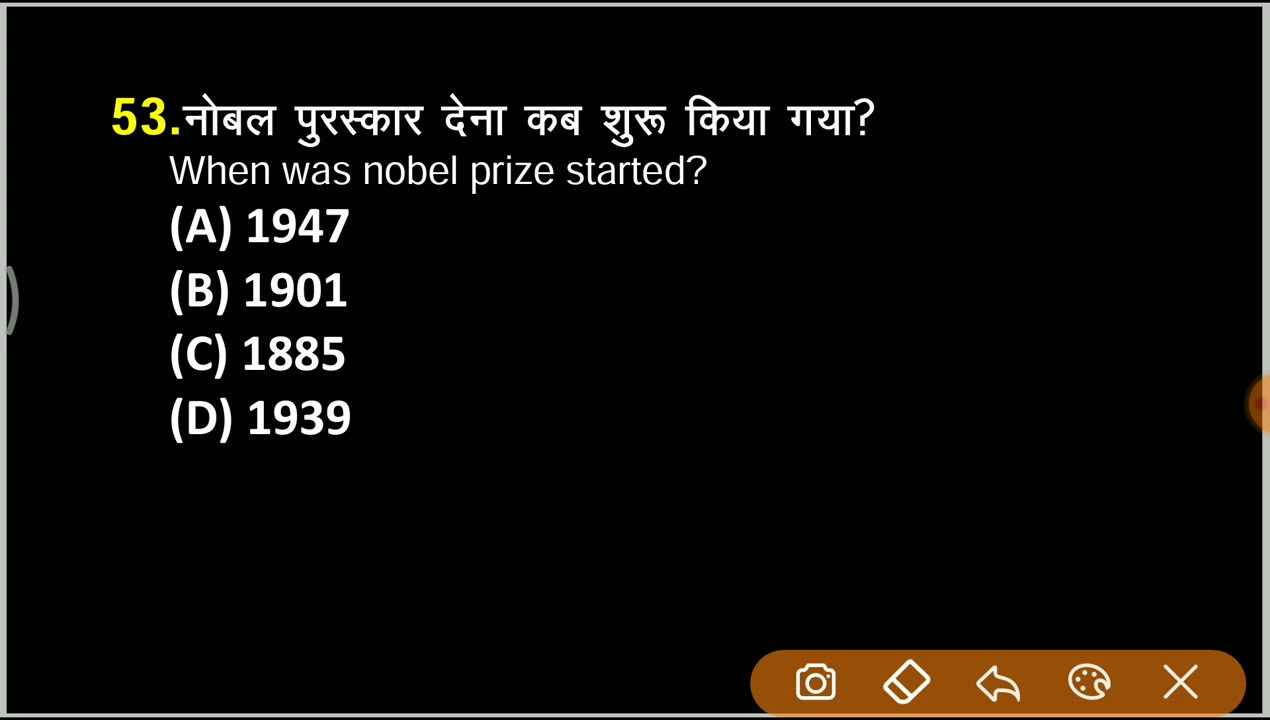 53.नोबल पुरस्कार देना कब शुरू किया गया?
When was nobel prize started?
(A) 1947
(B) 1901
(C) 1885
(D) 1939